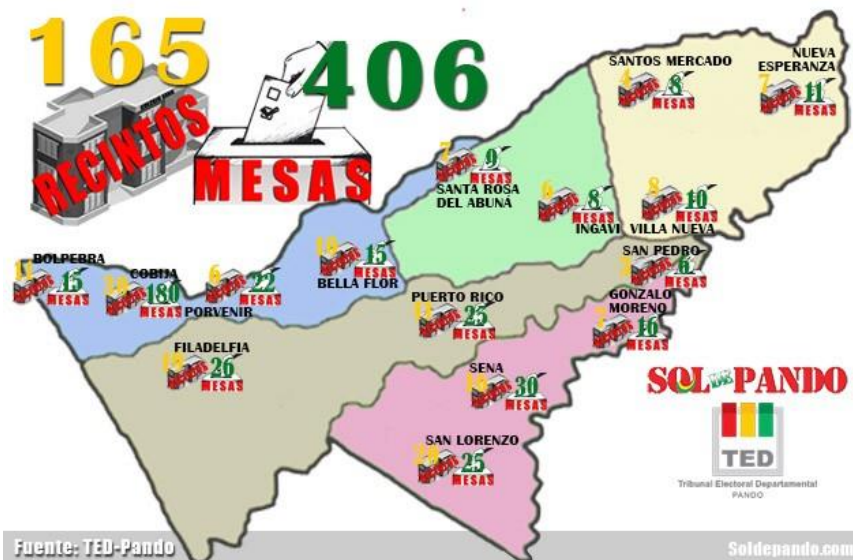 165
406
RECINTOS
MESAS
SANTOS MERCADO
4
8
MESAS
NUEVA
ESPERANZA
7
11
MESAS
7
9
MESAS
SANTA ROSA
DEL ABUNÁ
6
8
MESAS
INGAVI
8
10
MESAS
VILLA NUEVA
BOLPEBRA
11
15
MESAS
COBIJA
180
MESAS
6
22
MESAS
PORVENIR
15
MESAS
BELLA FLOR
SAN PEDRO
6
MESAS
PUERTO RICO
25
MESAS
GONZALO
MORENO
16
MESAS
FILADELFIA
26
MESAS
SENA
30
MESAS
SAN LORENZO
25
MESAS
SOL DE PANDO
TED
Tribunal Electoral Departamental
PANDO
Fuente: TED-Pando
Soldepando.com